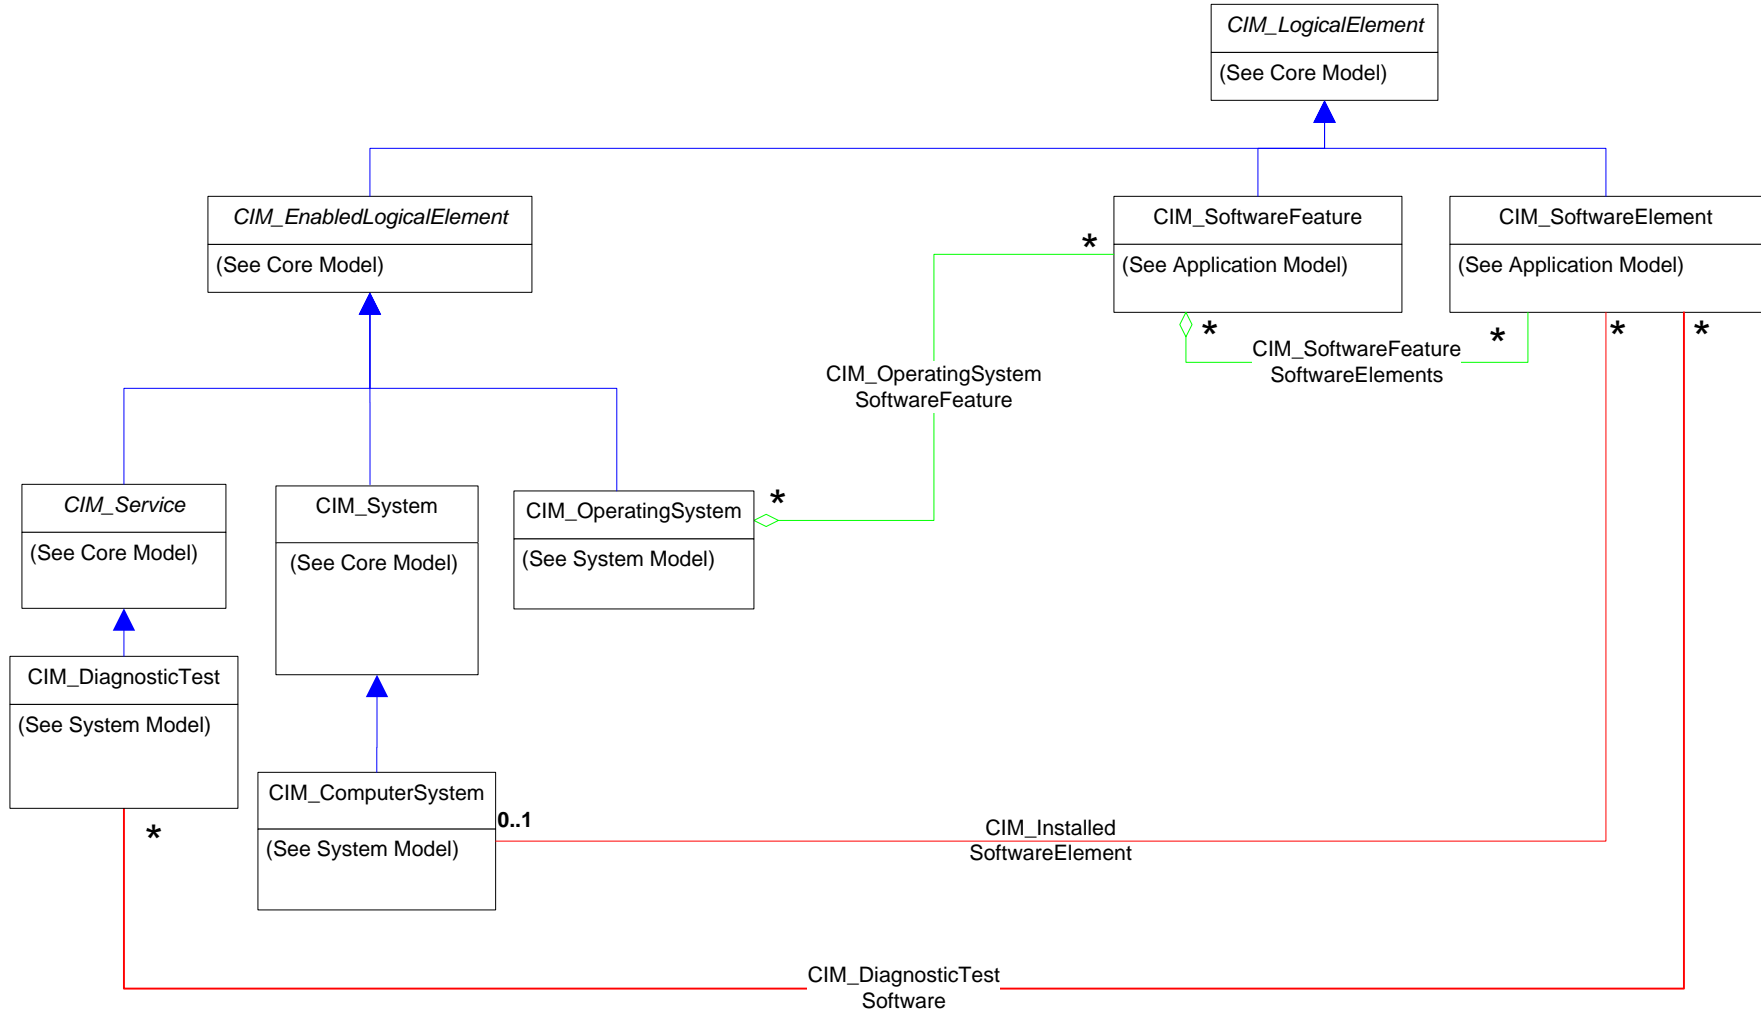 CIM_LogicalElement
(See Core Model)
CIM_EnabledLogicalElement
(See Core Model)
CIM_SoftwareFeature
(See Application Model)
CIM_SoftwareElement
(See Application Model)
*
*
*
*
*
CIM_SoftwareFeature
SoftwareElements
CIM_OperatingSystem
SoftwareFeature
CIM_Service
(See Core Model)
CIM_System
(See Core Model)
CIM_OperatingSystem
(See System Model)
*
CIM_DiagnosticTest
(See System Model)
*
CIM_ComputerSystem
(See System Model)
0..1
CIM_Installed
SoftwareElement
CIM_DiagnosticTest
Software